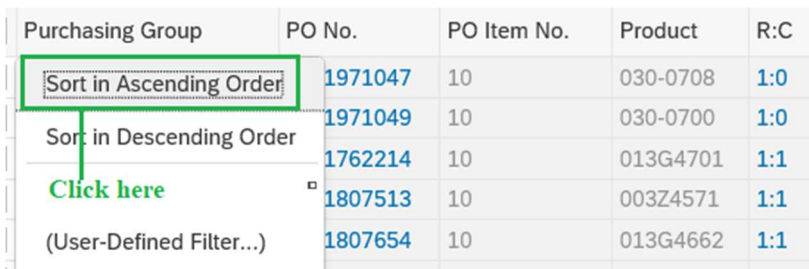 Purchasing Group PO No. PO Item No. Product R:C
Sort in Ascending Order 1971047 10 030-0708 1:0
1971049 10 030-0700 1:0
Sort in Descending Order
1762214 10 013G4701 1:1
Click here
1807513 10 003Z4571 1:1
(User-Defined Filter...) 1807654 10 013G4662 1:1